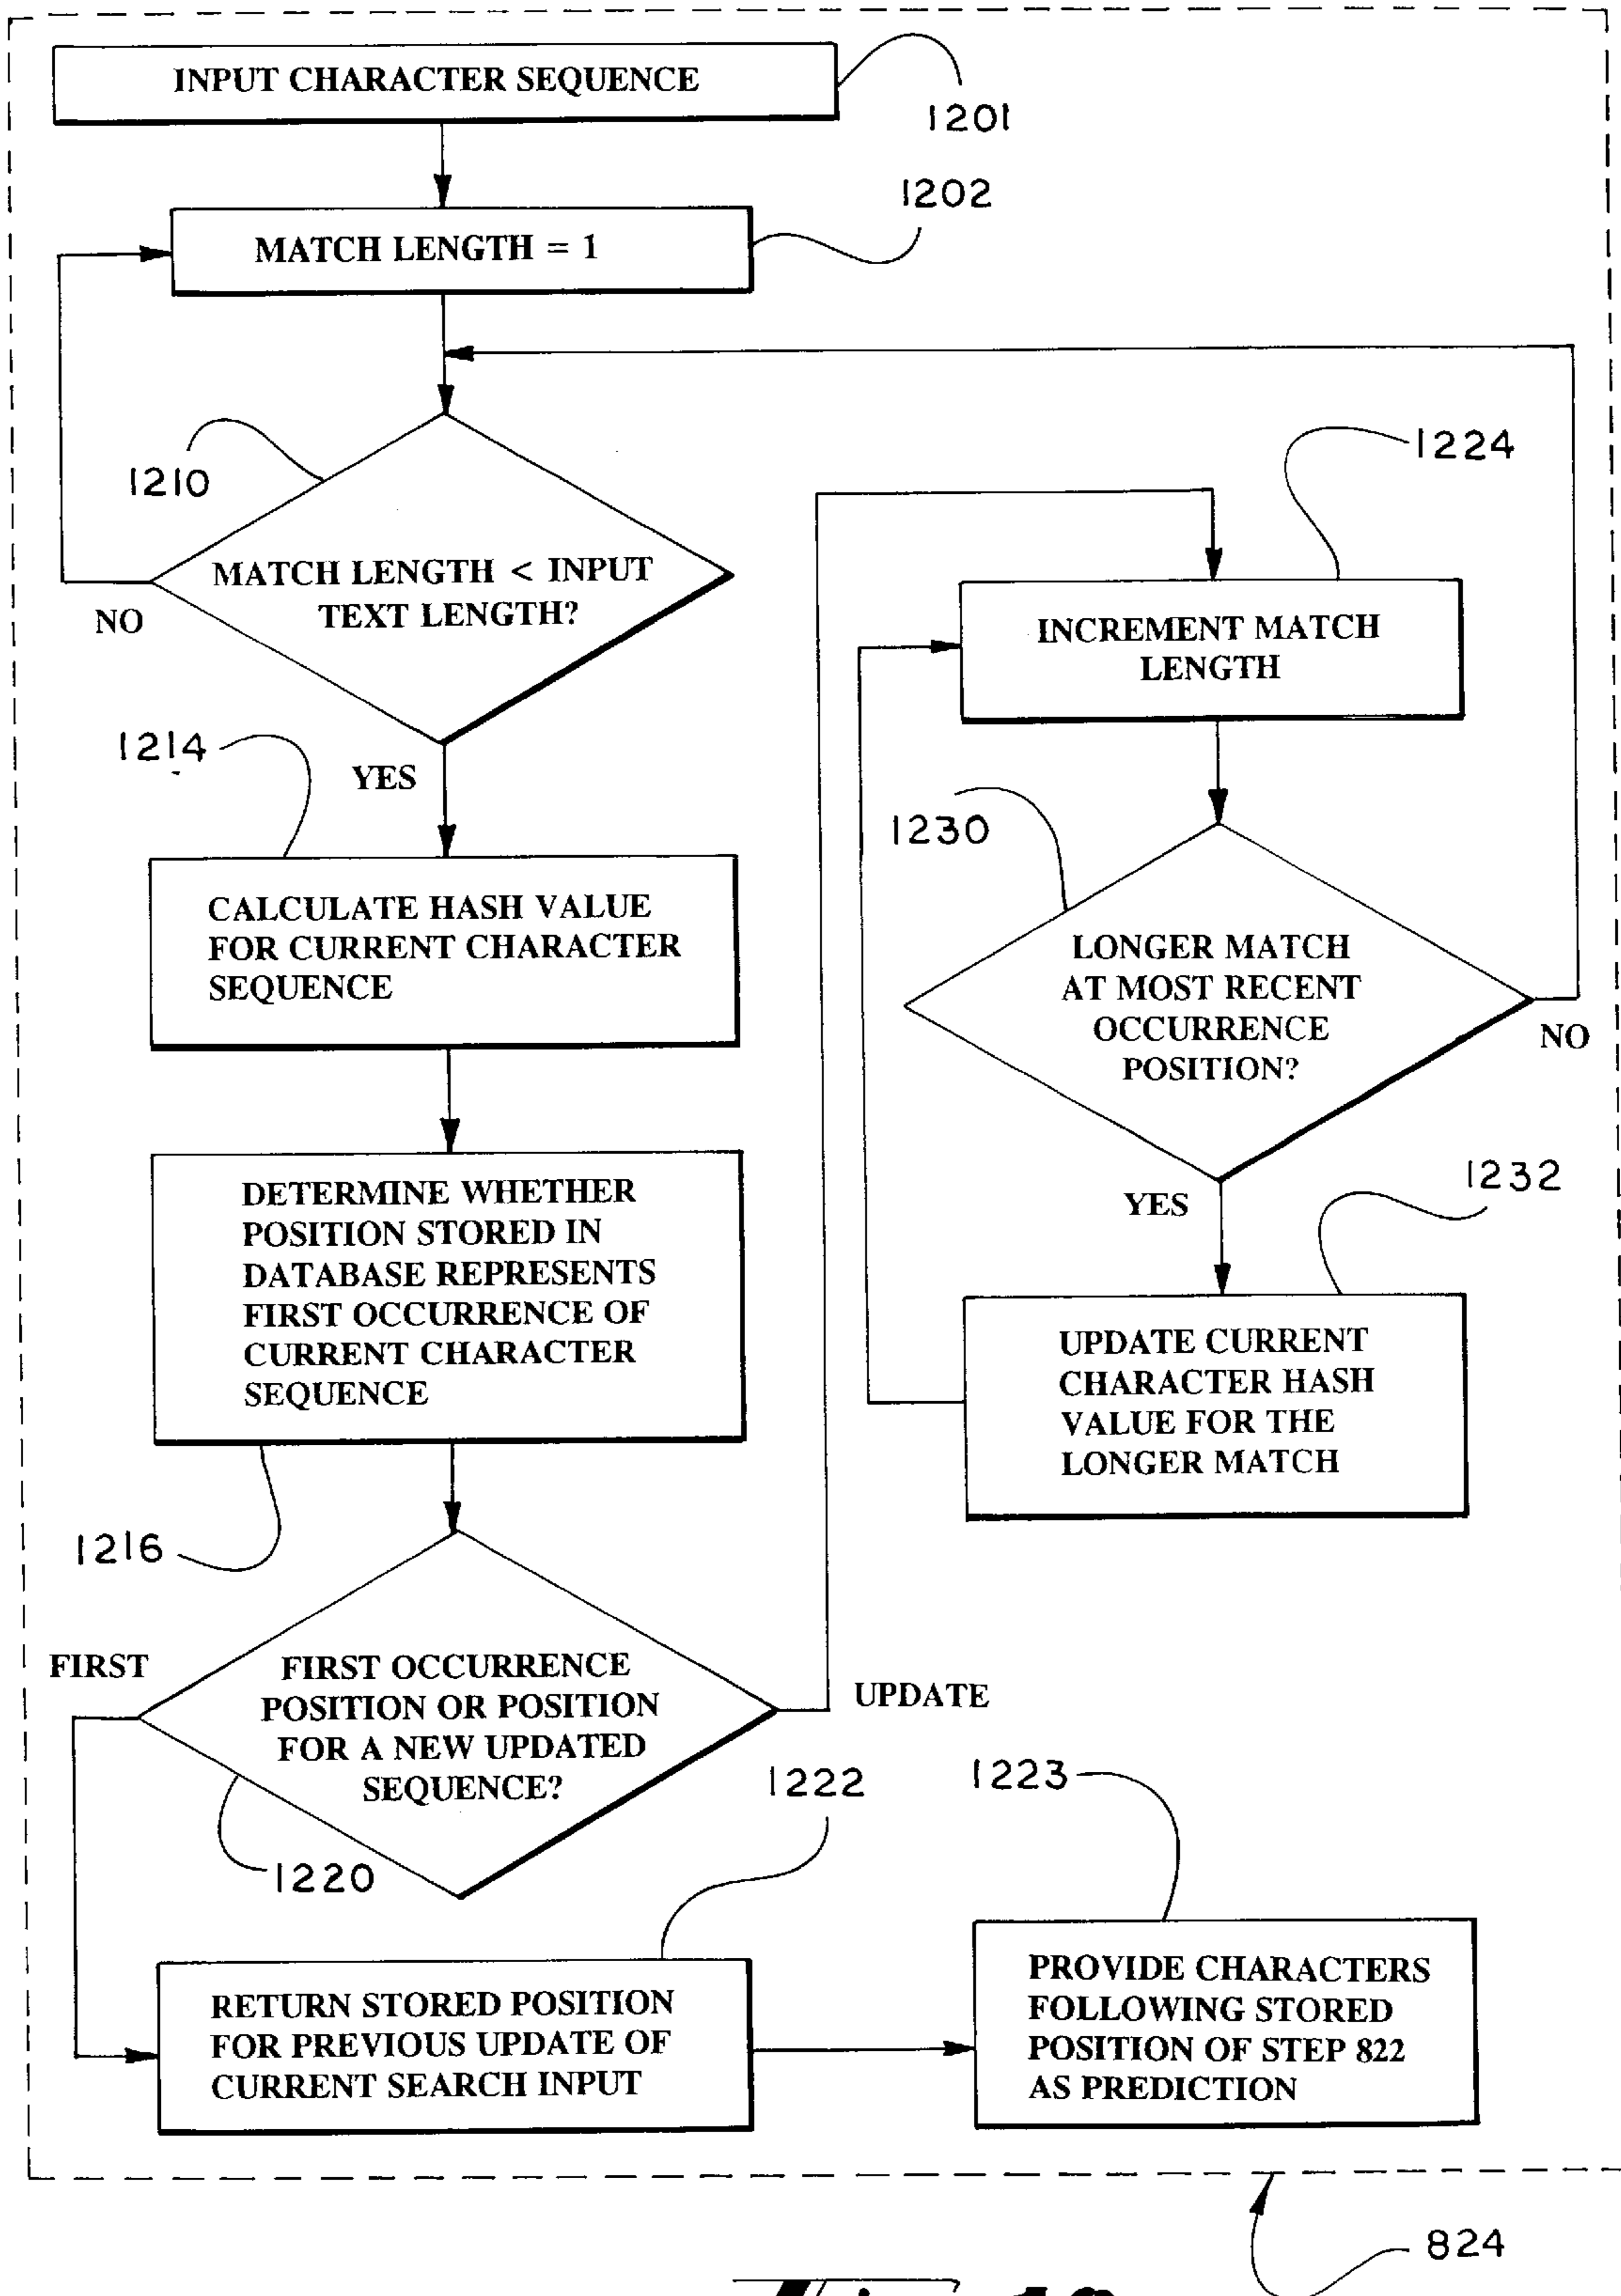 INPUT CHARACTER SEQUENCE
1201
1202
MATCH LENGTH = 1
1210
MATCH LENGTH < INPUT
TEXT LENGTH?
NO
YES
1214
CALCULATE HASH VALUE
FOR CURRENT CHARACTER
SEQUENCE
DETERMINE WHETHER
POSITION STORED IN
DATABASE REPRESENTS
FIRST OCCURRENCE OF
CURRENT CHARACTER
SEQUENCE
1216
FIRST
FIRST OCCURRENCE
POSITION OR POSITION
FOR A NEW UPDATED
SEQUENCE?
UPDATE
1220
1222
RETURN STORED POSITION
FOR PREVIOUS UPDATE OF
CURRENT SEARCH INPUT
1223
PROVIDE CHARACTERS
FOLLOWING STORED
POSITION OF STEP 822
AS PREDICTION
1224
INCREMENT MATCH
LENGTH
1230
LONGER MATCH
AT MOST RECENT
OCCURRENCE
POSITION?
NO
YES
1232
UPDATE CURRENT
CHARACTER HASH
VALUE FOR THE
LONGER MATCH
824